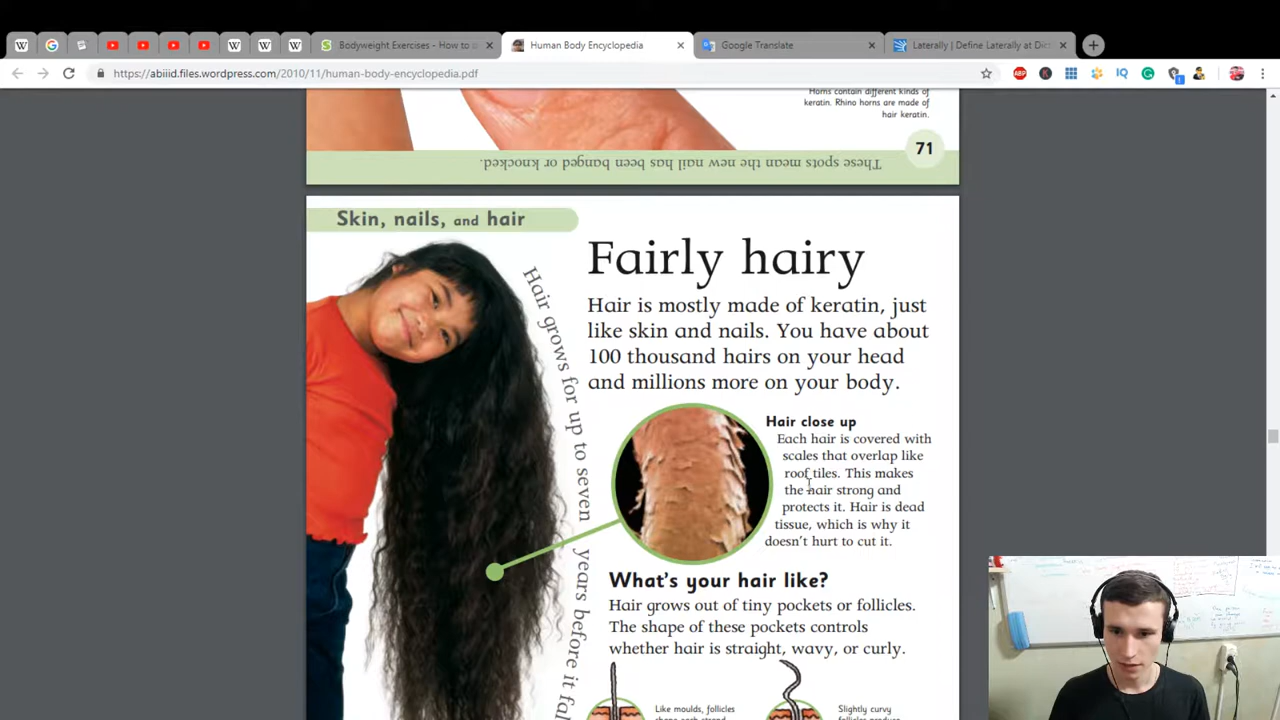 Bodyweight Exercises - How to u
Human Body Encyclopedia
Google Translate
Laterally | Define Laterally at Dict
https://abiiid.files.wordpress.com/2010/11/human-body-encyclopedia.pdf
Horns contain different kinds of
keratin. Rhino horns are made of
hair keratin.
These spots mean the new nail has been banged or knocked.
71
Skin, nails, and hair
Fairly hairy
Hair is mostly made of keratin, just
like skin and nails. You have about
100 thousand hairs on your head
and millions more on your body.
Hair grows for up to seven years before it fal
Hair close up
Each hair is covered with
scales that overlap like
roof tiles. This makes
the hair strong and
protects it. Hair is dead
tissue, which is why it
doesn't hurt to cut it.
What's your hair like?
Hair grows out of tiny pockets or follicles.
The shape of these pockets controls
whether hair is straight, wavy, or curly.
Like moulds, follicles
Slightly curvy